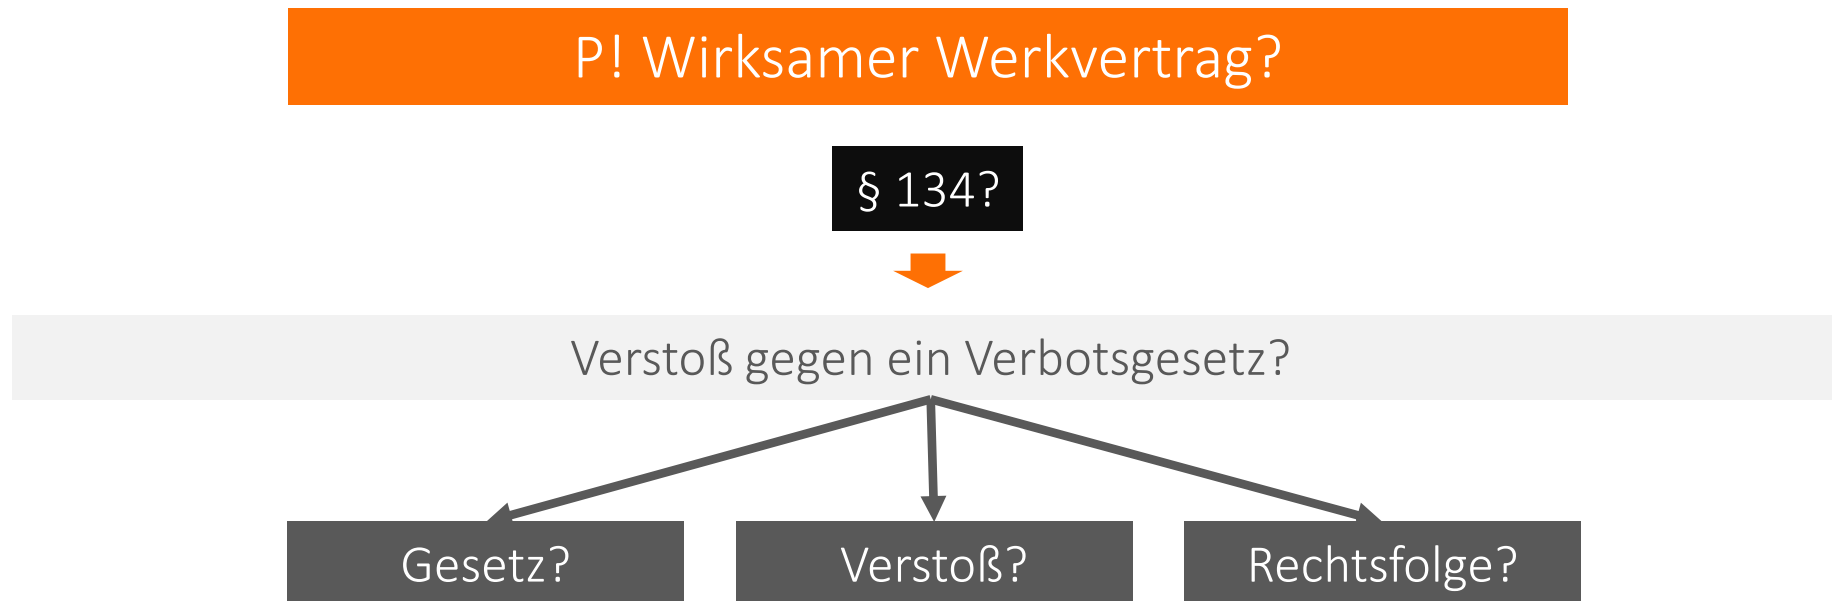 P! Wirksamer Werkvertrag?
§ 134?
Verstoß gegen ein Verbotsgesetz?
Gesetz?
Verstoß?
Rechtsfolge?